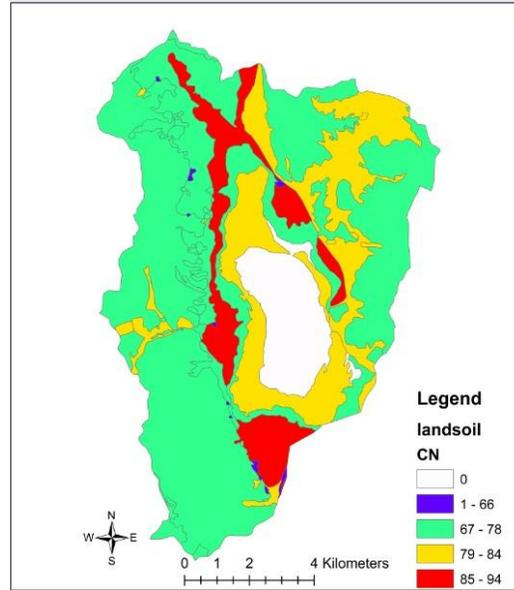 Legend
landsoil
CN
0
1 - 66
67 - 78
79 - 84
85 - 94
N
W E
S
0 1 2 4 Kilometers